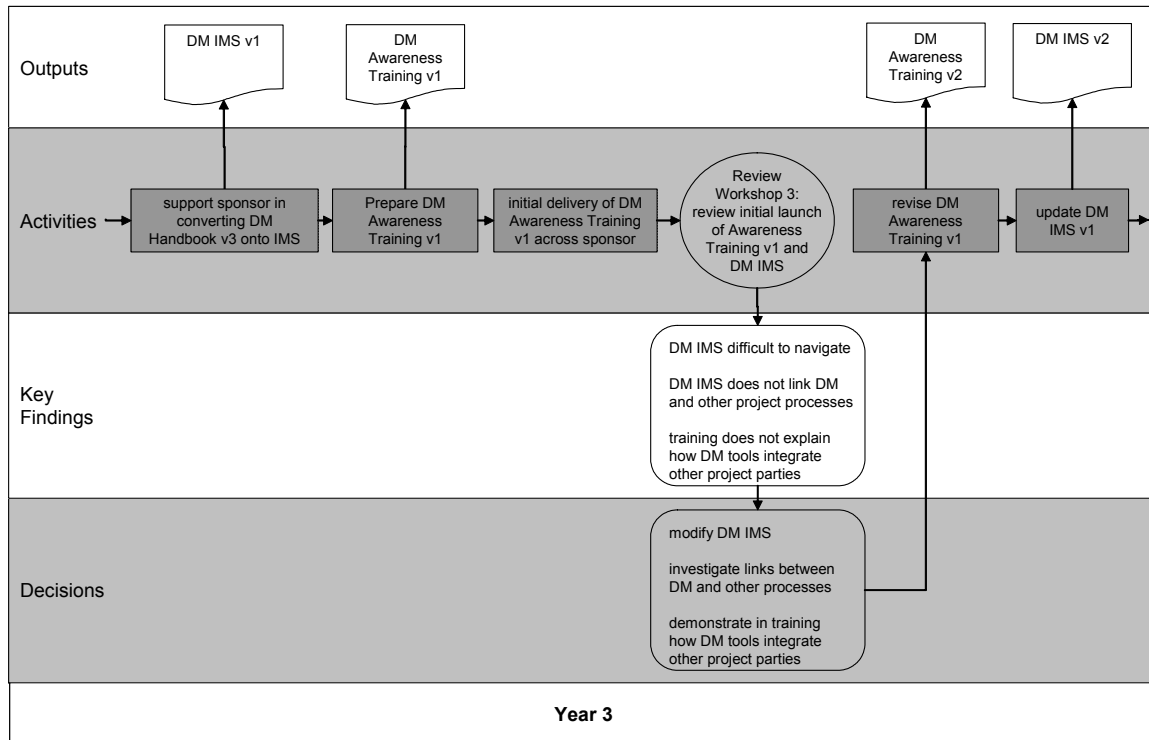 Outputs
DM IMS v1
DM
Awareness
Training v1
DM
Awareness
Training v2
DM IMS v2
Activities
support sponsor in
converting DM
Handbook v3 onto IMS
Prepare DM
Awareness
Training v1
initial delivery of DM
Awareness Training
v1 across sponsor
Review
Workshop 3:
review initial launch
of Awareness
Training v1 and
DM IMS
revise DM
Awareness
Training v1
update DM
IMS v1
Key
Findings
DM IMS difficult to navigate
DM IMS does not link DM
and other project processes
training does not explain
how DM tools integrate
other project parties
Decisions
modify DM IMS
investigate links between
DM and other processes
demonstrate in training
how DM tools integrate
other project parties
Year 3